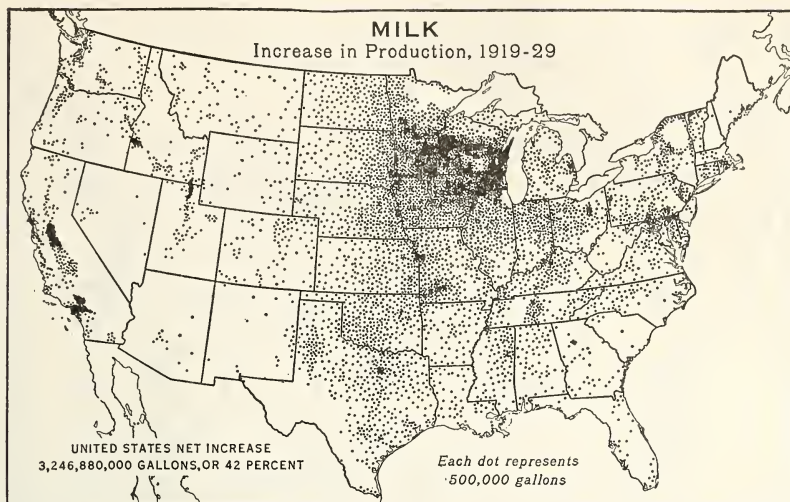 MILK
Increase in Production, 1919-29
UNITED STATES NET INCREASE
3,246,880,000 GALLONS, OR 42 PERCENT
Each dot represents
500,000 gallons